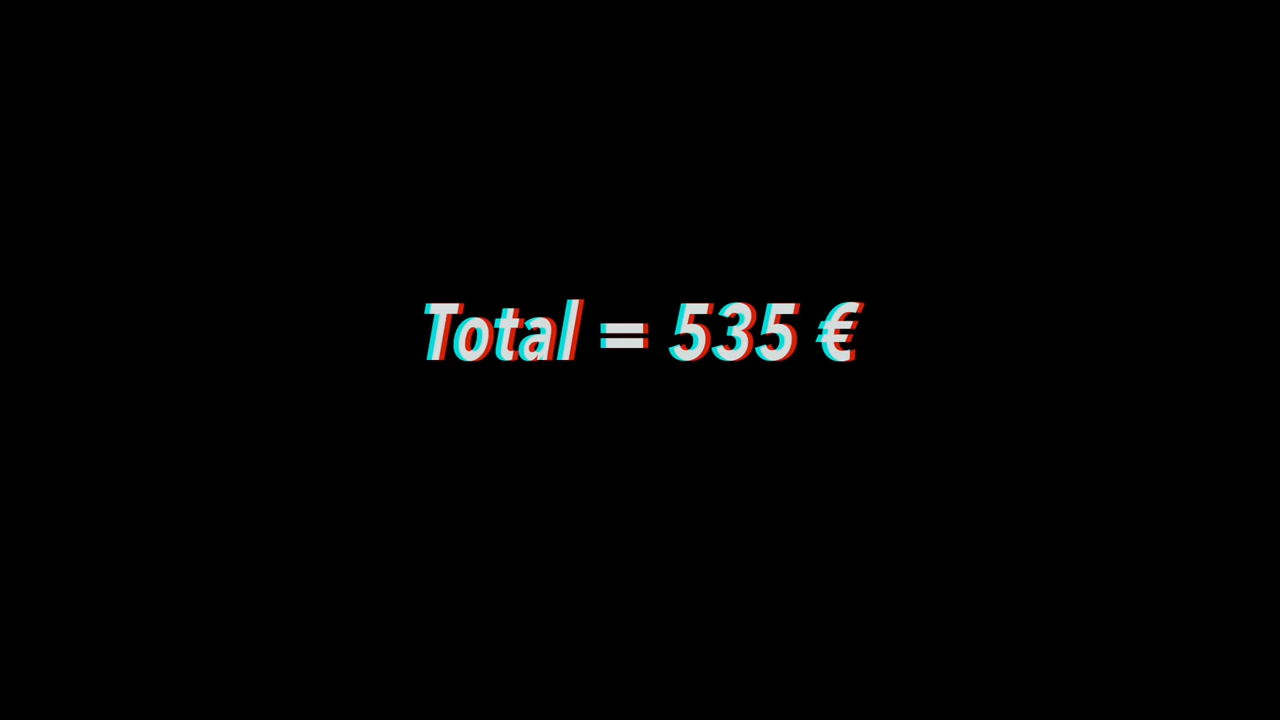 Total = 535 €